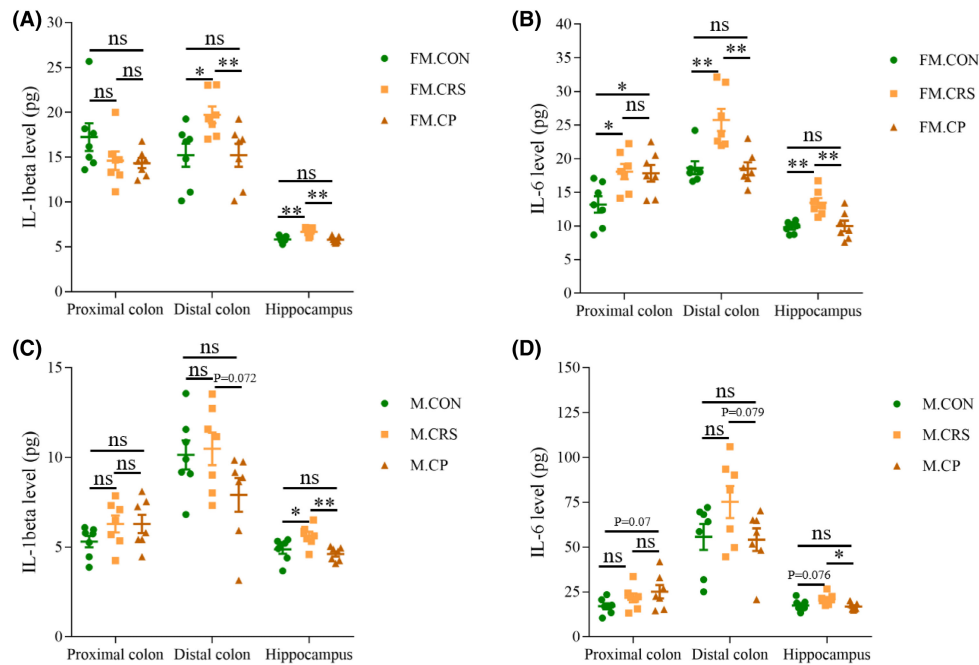 (A)
IL-1beta level (pg)
30
25
20
15
10
5
0
ns
ns
ns
ns
*
**
ns
**
**
Proximal colon
Distal colon
Hippocampus
FM.CON
FM.CRS
FM.CP
(B)
IL-6 level (pg)
40
35
30
25
20
15
10
5
0
*
*
ns
ns
**
**
ns
**
**
Proximal colon
Distal colon
Hippocampus
FM.CON
FM.CRS
FM.CP
(C)
IL-1beta level (pg)
15
10
5
0
ns
ns
ns
ns
ns
P=0.072
ns
*
**
Proximal colon
Distal colon
Hippocampus
M.CON
M.CRS
M.CP
(D)
IL-6 level (pg)
150
125
100
75
50
25
0
P=0.07
ns
ns
ns
ns
P=0.079
ns
P=0.076
*
Proximal colon
Distal colon
Hippocampus
M.CON
M.CRS
M.CP